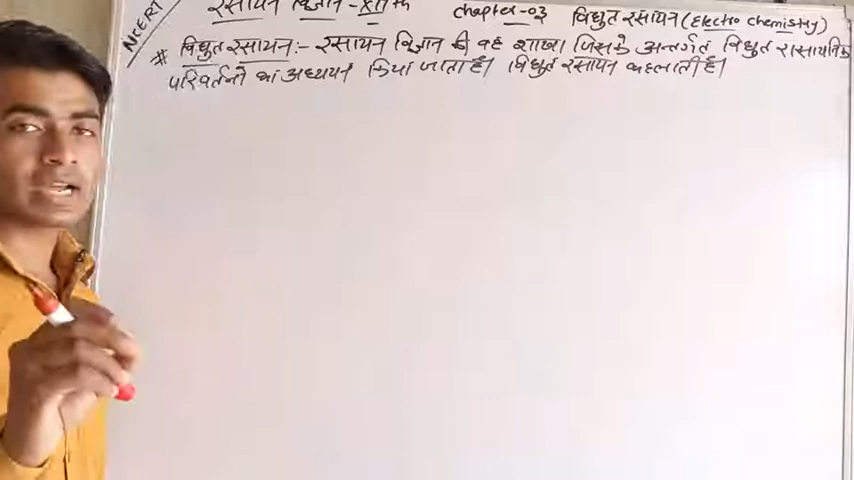 NCERT
रसायन विज्ञान - XIIth chapter-03 विद्युत रसायन (Electro chemistry)
# विद्युत रसायन :- रसायन विज्ञान की वह शाखा जिसके अन्तर्गत विद्युत रासायनिक
परिवर्तनों का अध्ययन किया जाता है। विद्युत रसायन कहलाती है।